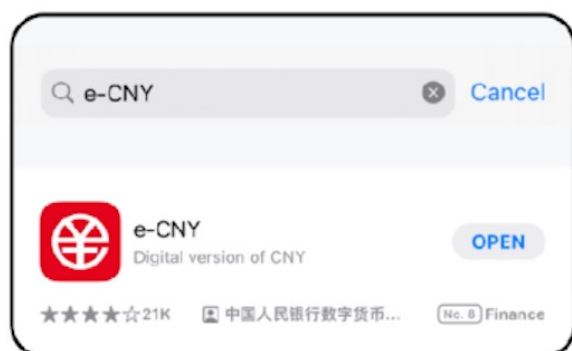 e-CNY Cancel
e-CNY
Digital version of CNY
OPEN
21K 中国人民银行数字货币... No. 8 Finance